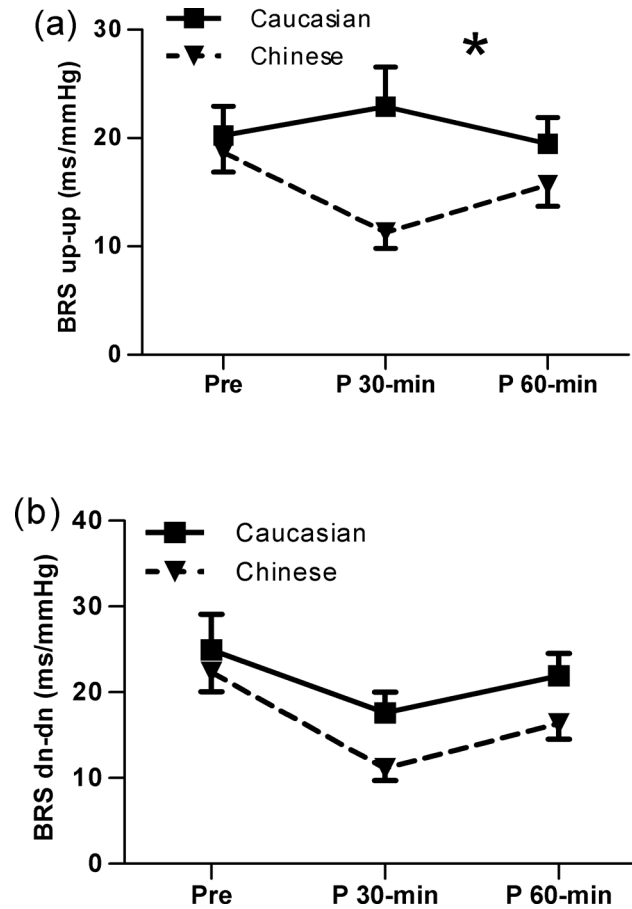 (a)
30
20
10
0
BRS up-up (ms/mmHg)
Caucasian
Chinese
*
Pre P 30-min P 60-min
(b)
40
30
20
10
0
BRS dn-dn (ms/mmHg)
Caucasian
Chinese
Pre P 30-min P 60-min